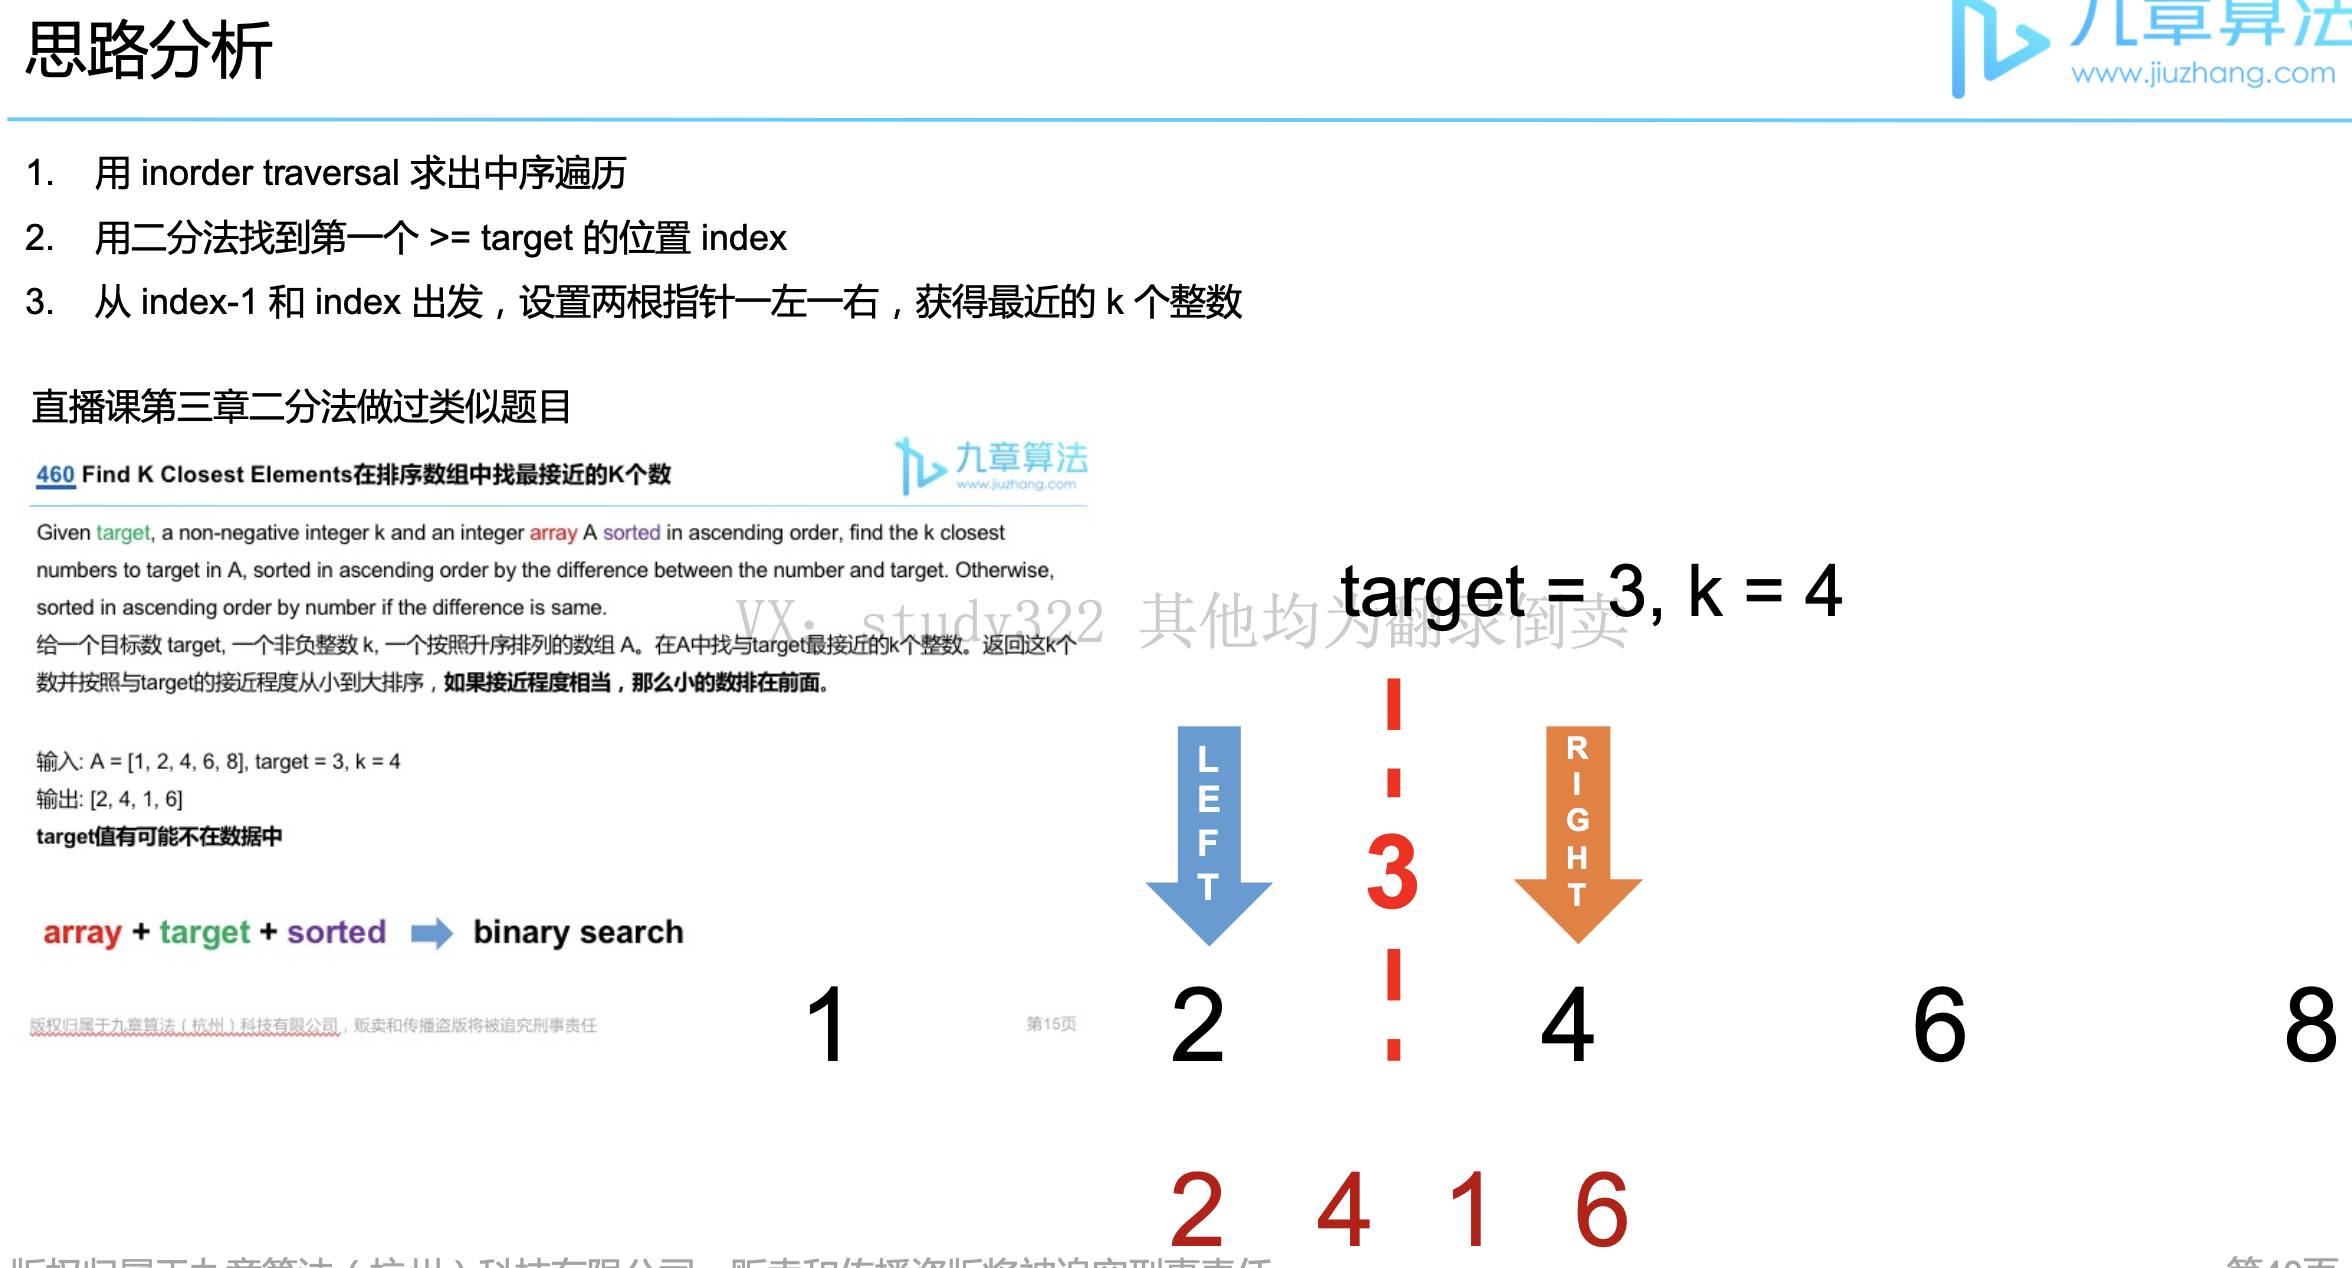 思路分析
九章算法
www.jiuzhang.com
1. 用 inorder traversal 求出中序遍历
2. 用二分法找到第一个 >= target 的位置 index
3. 从 index-1 和 index 出发，设置两根指针一左一右，获得最近的 k 个整数
直播课第三章二分法做过类似题目
460 Find K Closest Elements在排序数组中找最接近的K个数
九章算法
www.jiuzhang.com
Given target, a non-negative integer k and an integer array A sorted in ascending order, find the k closest
numbers to target in A, sorted in ascending order by the difference between the number and target. Otherwise,
sorted in ascending order by number if the difference is same.
给一个目标数 target, 一个非负整数 k, 一个按照升序排列的数组 A。在A中找与target最接近的k个整数。返回这k个
数并按照与target的接近程度从小到大排序，如果接近程度相当，那么小的数排在前面。
输入: A = [1, 2, 4, 6, 8], target = 3, k = 4
输出: [2, 4, 1, 6]
target值有可能不在数据中
array + target + sorted binary search
版权归属于九章算法（杭州）科技有限公司，贩卖和传播盗版将被追究刑事责任
第15页
VX: study322 其他均为翻录倒卖
target = 3, k = 4
LEFT
3
RIGHT
1 2 4 6 8
2 4 1 6
版权归属于九章算法（杭州）科技有限公司，贩卖和传播盗版将被追究刑事责任